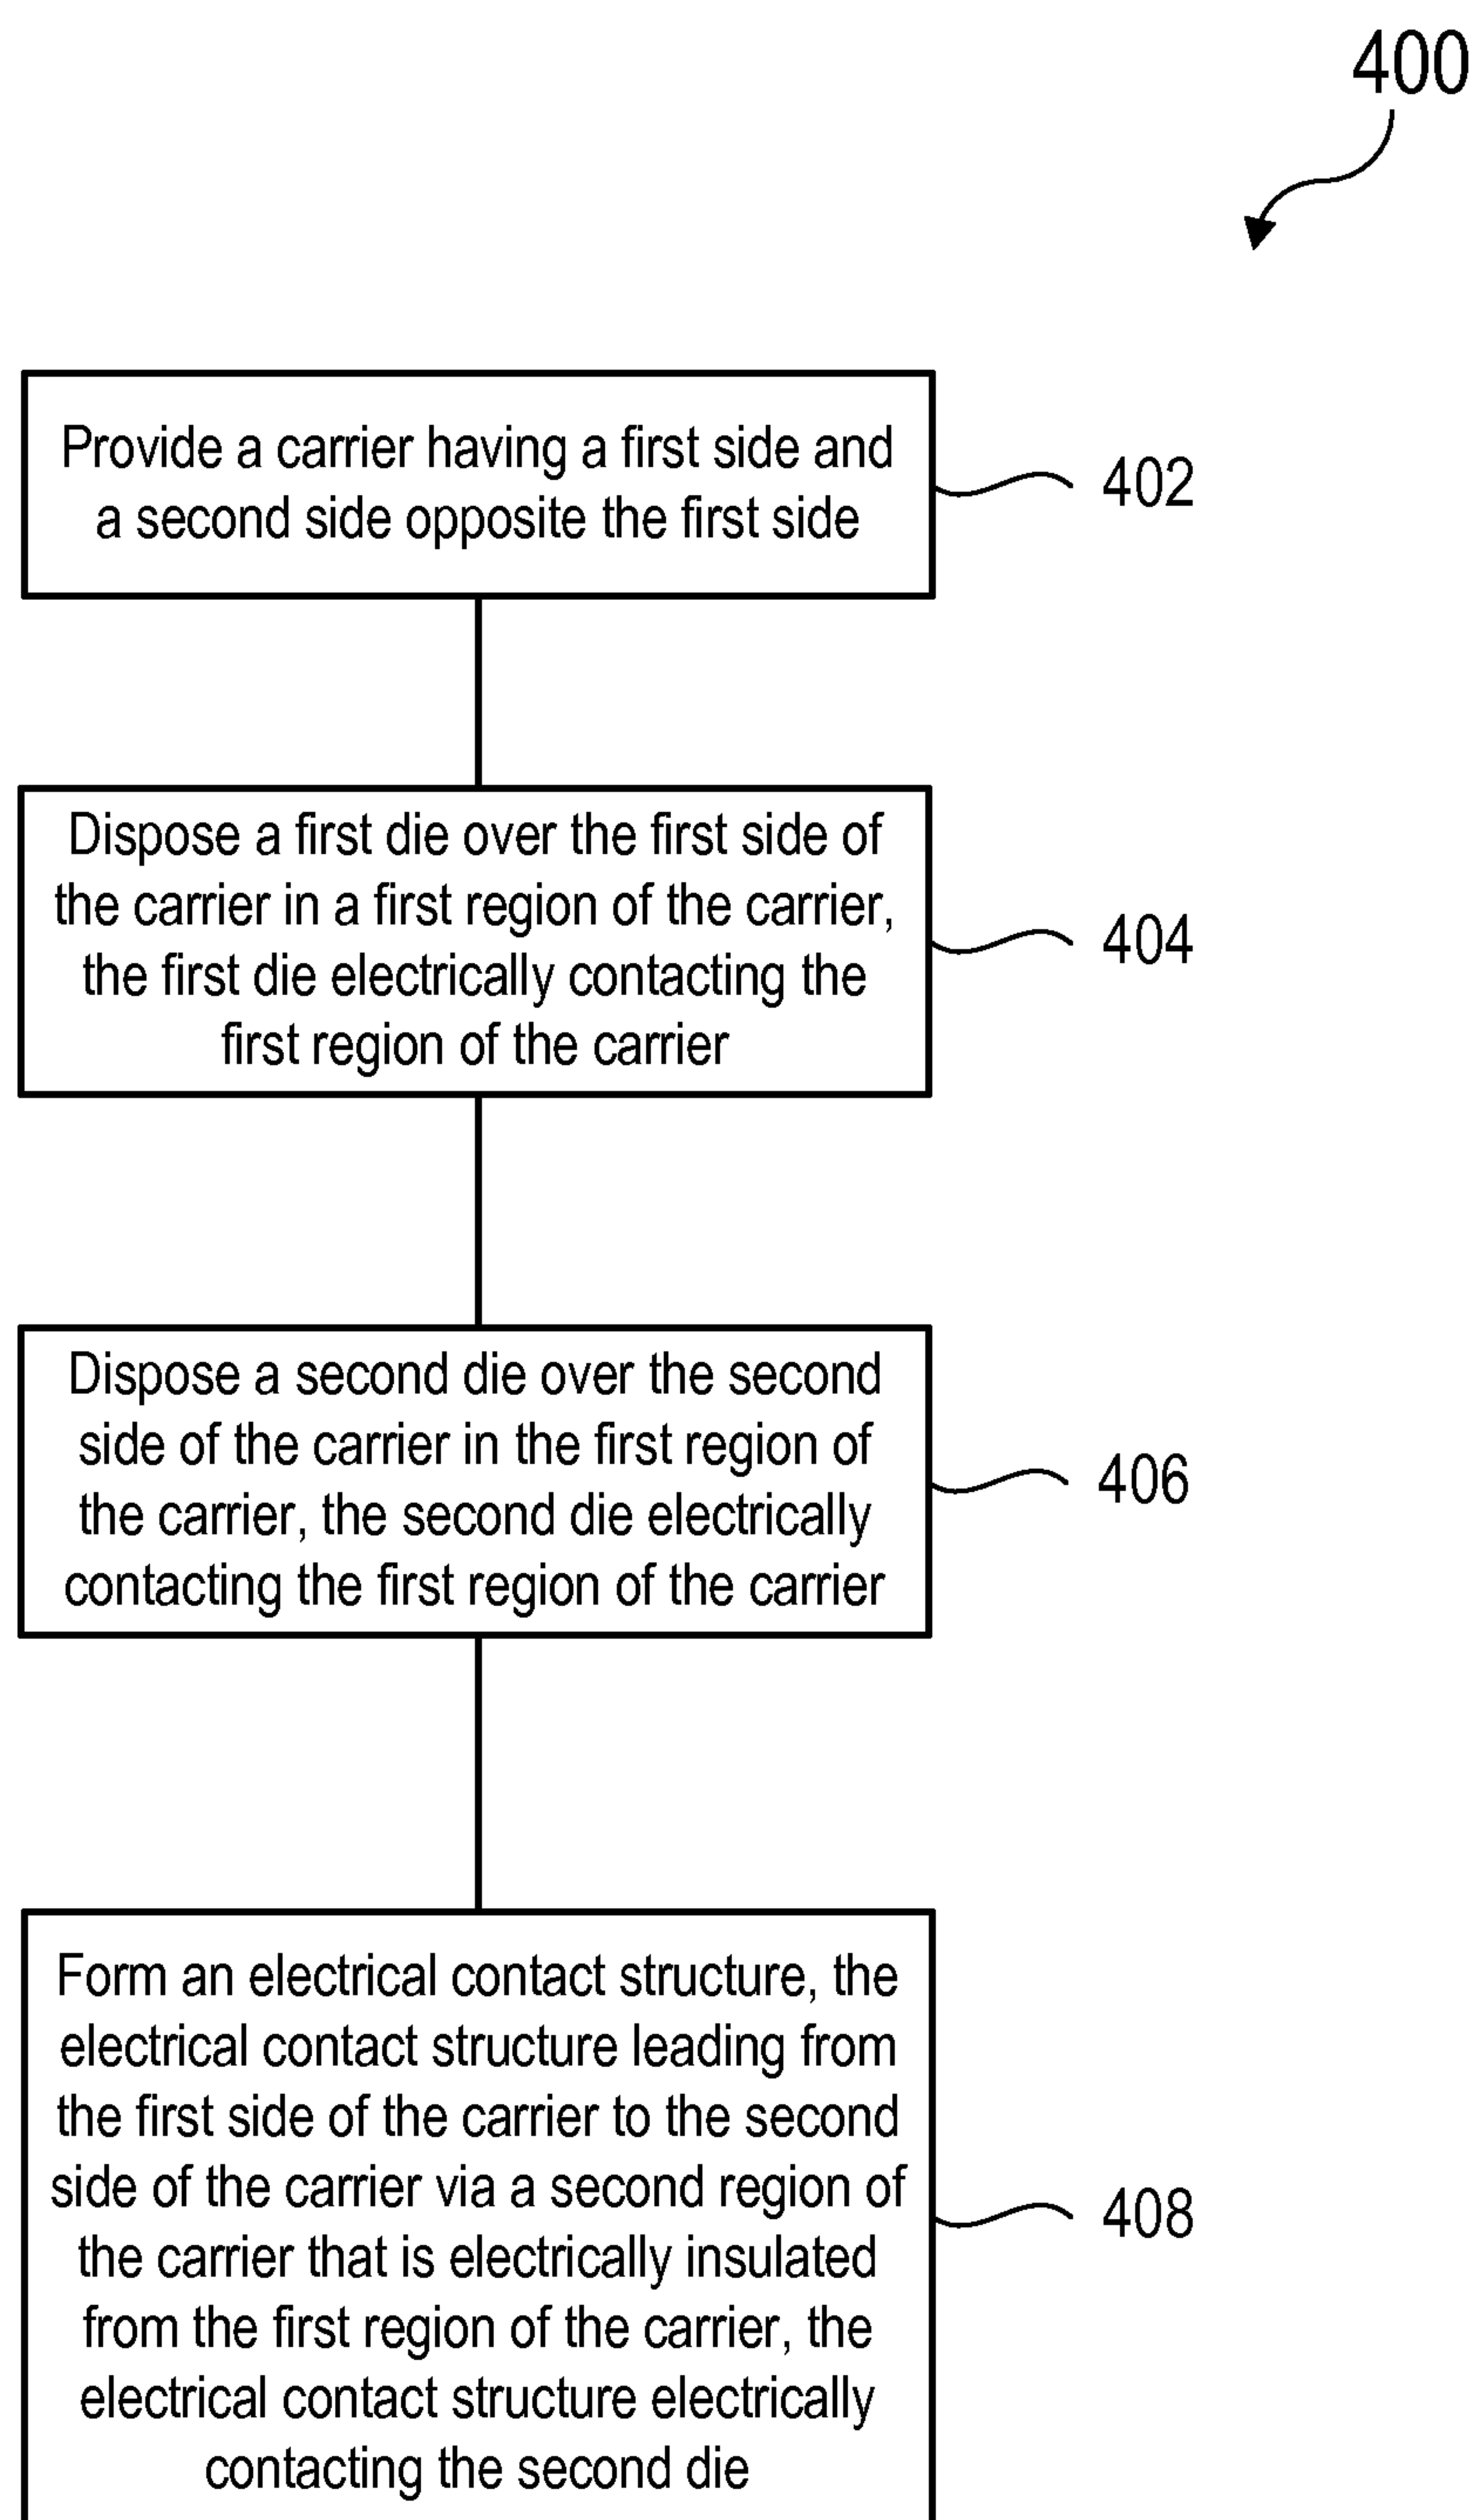 400
Provide a carrier having a first side and
a second side opposite the first side
402
Dispose a first die over the first side of
the carrier in a first region of the carrier,
the first die electrically contacting the
first region of the carrier
404
Dispose a second die over the second
side of the carrier in the first region of
the carrier, the second die electrically
contacting the first region of the carrier
406
Form an electrical contact structure, the
electrical contact structure leading from
the first side of the carrier to the second
side of the carrier via a second region of
the carrier that is electrically insulated
from the first region of the carrier, the
electrical contact structure electrically
contacting the second die
408